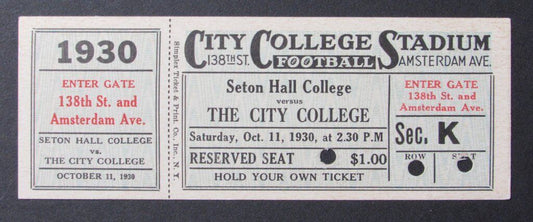 1930
ENTER GATE
138th St. and
Amsterdam Ave.
SETON HALL COLLEGE
vs.
THE CITY COLLEGE
OCTOBER 11, 1930
Simplex Ticket & Print. Co., Inc., N. Y.
CITY COLLEGE STADIUM
138TH ST. FOOTBALL AMSTERDAM AVE.
Seton Hall College
versus
THE CITY COLLEGE
Saturday, Oct. 11, 1930, at 2.30 P.M
RESERVED SEAT $1.00
HOLD YOUR OWN TICKET
ENTER GATE
138th St. and
Amsterdam Ave.
Sec. K
ROW SEAT